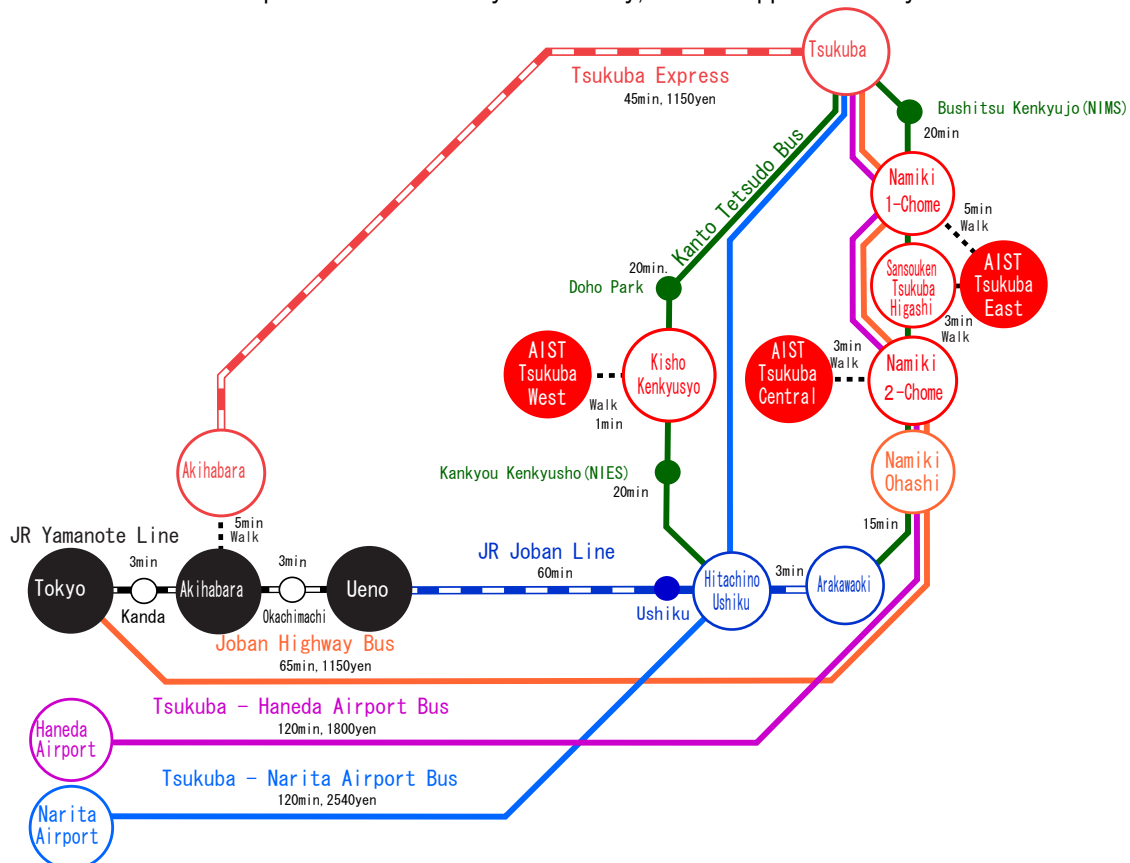 Tsukuba
Tsukuba Express
45min, 1150yen
Bushitsu Kenkyujo(NIMS)
20min
Kanto Tetsudo Bus
Namiki
1-Chome
5min
Walk
20min.
Doho Park
Sansouken
Tsukuba
Higashi
AIST
Tsukuba
East
3min
Walk
AIST
Tsukuba
West
Walk
1min
Kisho
Kenkyusyo
AIST
Tsukuba
Central
3min
Walk
Namiki
2-Chome
Akihabara
Kankyou Kenkyusho(NIES)
20min
Namiki
Ohashi
15min
5min
Walk
JR Yamanote Line
3min
3min
JR Joban Line
60min
3min
Tokyo
Kanda
Akihabara
Okachimachi
Ueno
Ushiku
Hitachino
Ushiku
Arakawaoki
Joban Highway Bus
65min, 1150yen
Tsukuba - Haneda Airport Bus
120min, 1800yen
Haneda
Airport
Tsukuba - Narita Airport Bus
120min, 2540yen
Narita
Airport